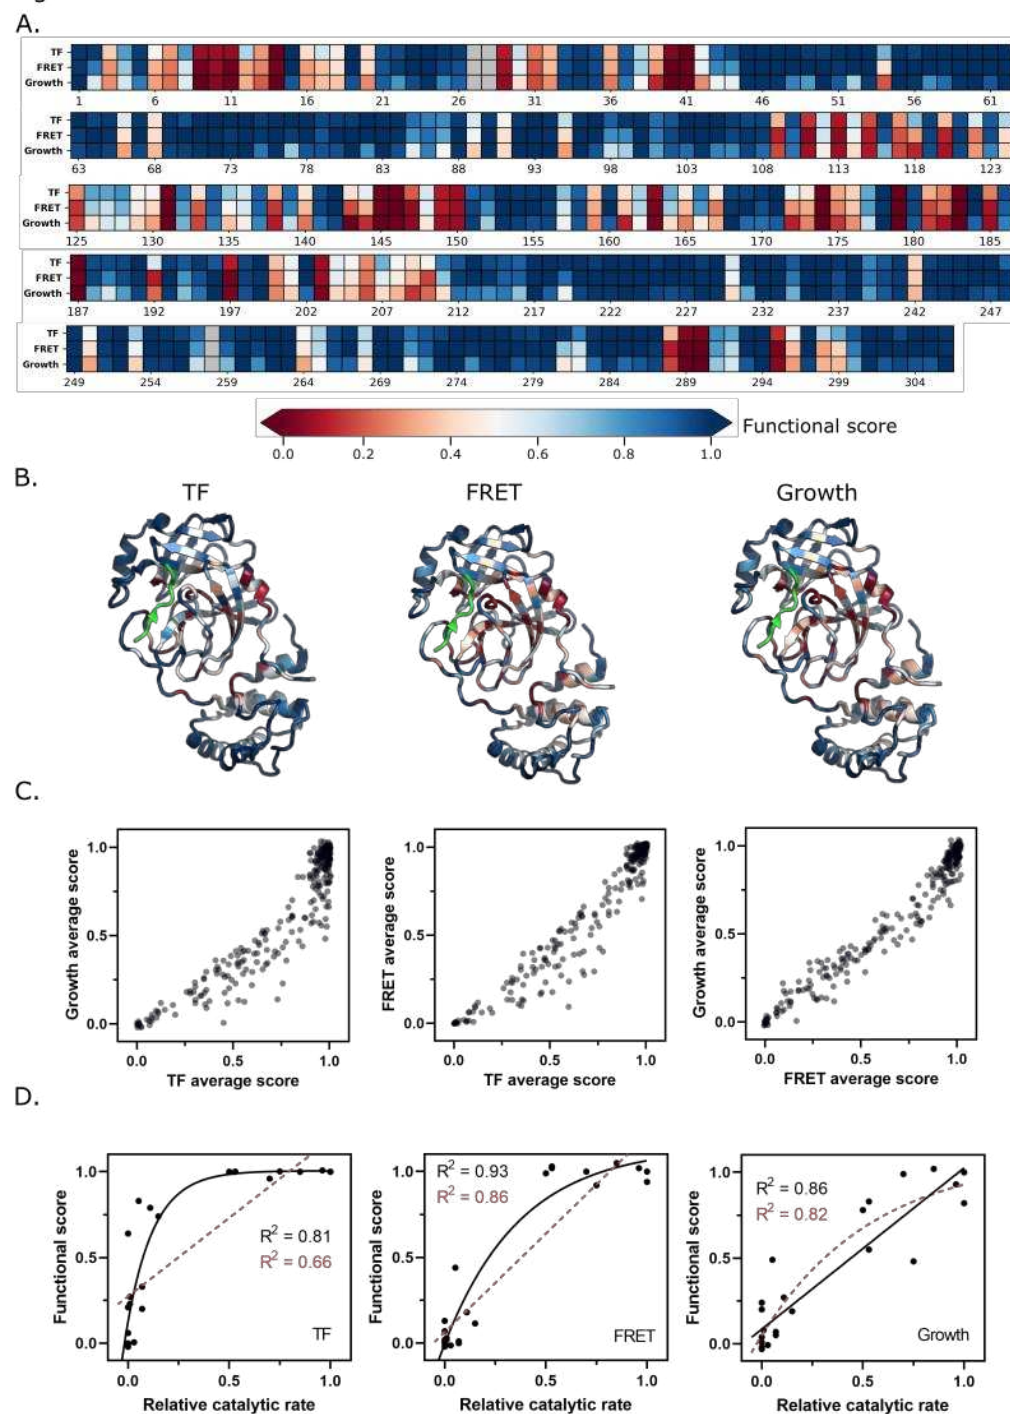 A.
TF
FRET
Growth
1 6 11 16 21 26 31 36 41 46 51 56 61
TF
FRET
Growth
63 68 73 78 83 88 93 98 103 108 113 118 123
TF
FRET
Growth
125 130 135 140 145 150 155 160 165 170 175 180 185
TF
FRET
Growth
187 192 197 202 207 212 217 222 227 232 237 242 247
TF
FRET
Growth
249 254 259 264 269 274 279 284 289 294 299 304
0.0 0.2 0.4 0.6 0.8 1.0
Functional score
B.
TF FRET Growth
C.
Growth average score
1.0
0.5
0.0
0.0 0.5 1.0
TF average score
FRET average score
1.0
0.5
0.0
0.0 0.5 1.0
TF average score
Growth average score
1.0
0.5
0.0
0.0 0.5 1.0
FRET average score
D.
Functional score
1.0
0.5
0.0
R² = 0.81
R² = 0.66
TF
0.0 0.5 1.0
Relative catalytic rate
Functional score
1.0
0.5
0.0
R² = 0.93
R² = 0.86
FRET
0.0 0.5 1.0
Relative catalytic rate
Functional score
1.0
0.5
0.0
R² = 0.86
R² = 0.82
Growth
0.0 0.5 1.0
Relative catalytic rate